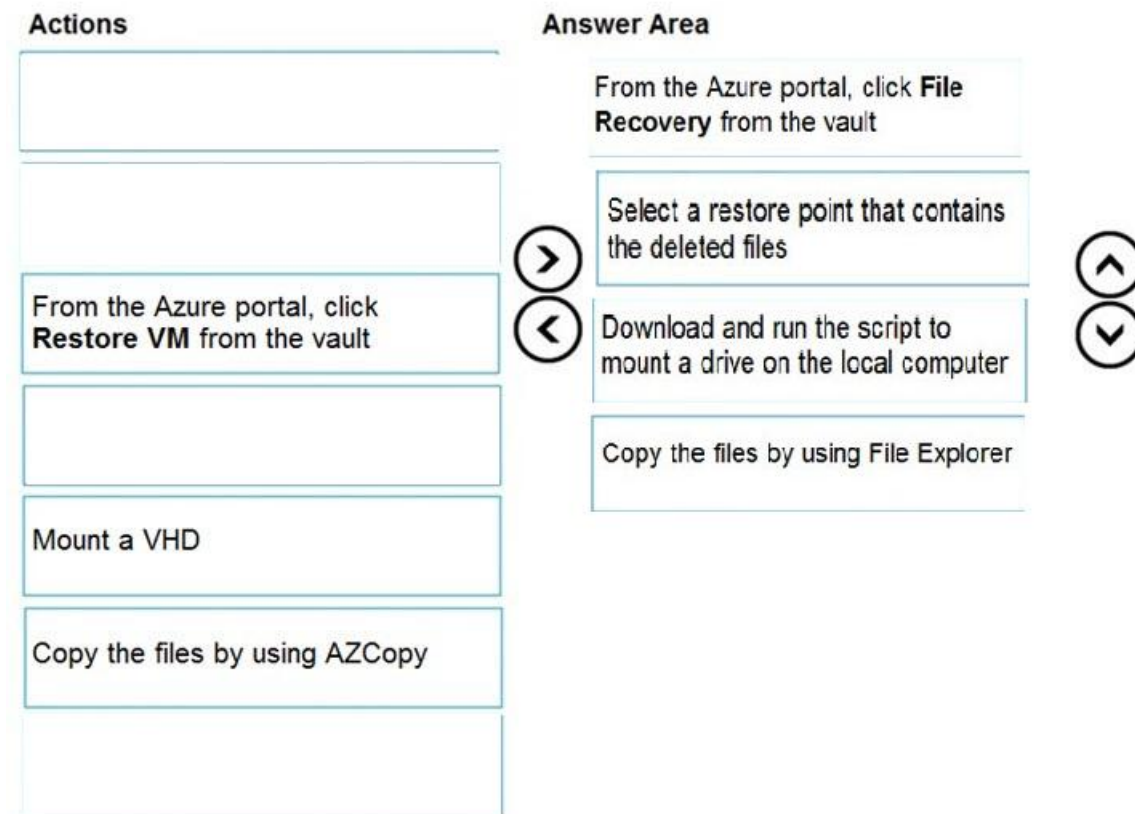 Actions
Answer Area
From the Azure portal, click File
Recovery from the vault
Select a restore point that contains
the deleted files
From the Azure portal, click
Restore VM from the vault
Download and run the script to
mount a drive on the local computer
Copy the files by using File Explorer
Mount a VHD
Copy the files by using AZCopy